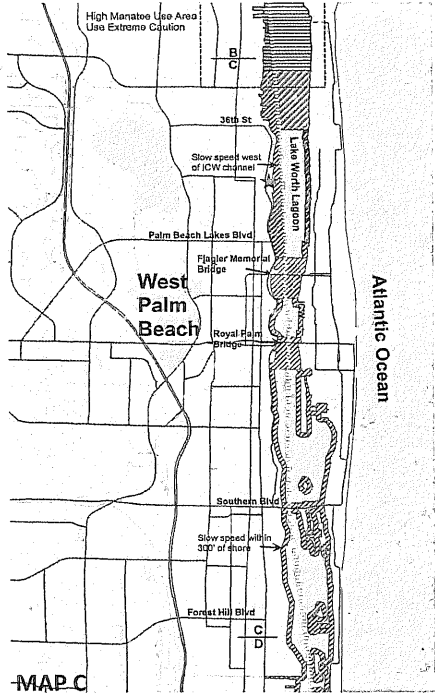 High Manatee Use Area
Use Extreme Caution
B
C
36th St
Slow speed west
of ICW channel
Lake Worth Lagoon
Palm Beach Lakes Blvd
Flagler Memorial
Bridge
West
Palm
Beach
Atlantic Ocean
Royal Palm
Bridge
Southern Blvd
Slow speed within
300' of shore
Forest Hill Blvd
C
D
MAP C